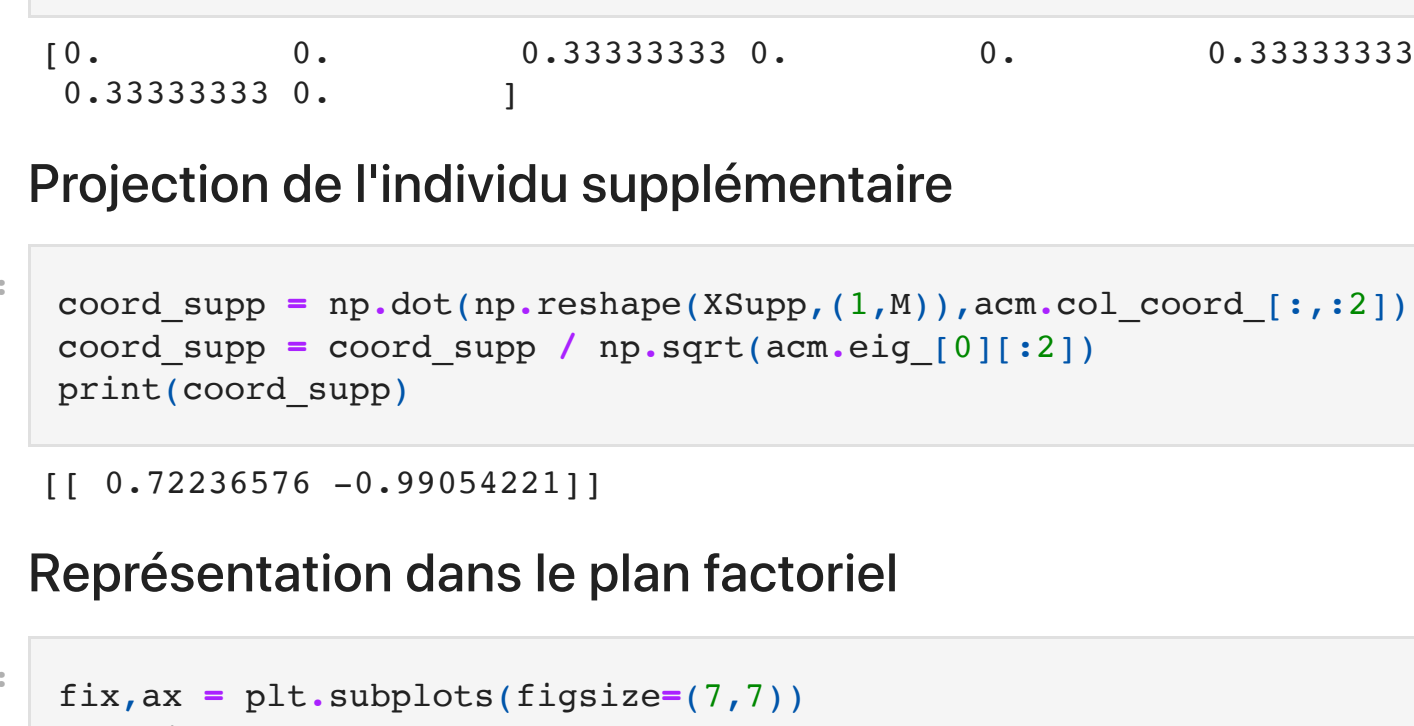 [0.          0.          0.33333333 0.          0.          0.33333333
 0.33333333 0.          ]
Projection de l'individu supplémentaire
:
coord_supp = np.dot(np.reshape(XSupp,(1,M)),acm.col_coord_[:,:2])
coord_supp = coord_supp / np.sqrt(acm.eig_[0][:2])
print(coord_supp)
[[ 0.72236576 -0.99054221]]
Représentation dans le plan factoriel
:
fix,ax = plt.subplots(figsize=(7,7))